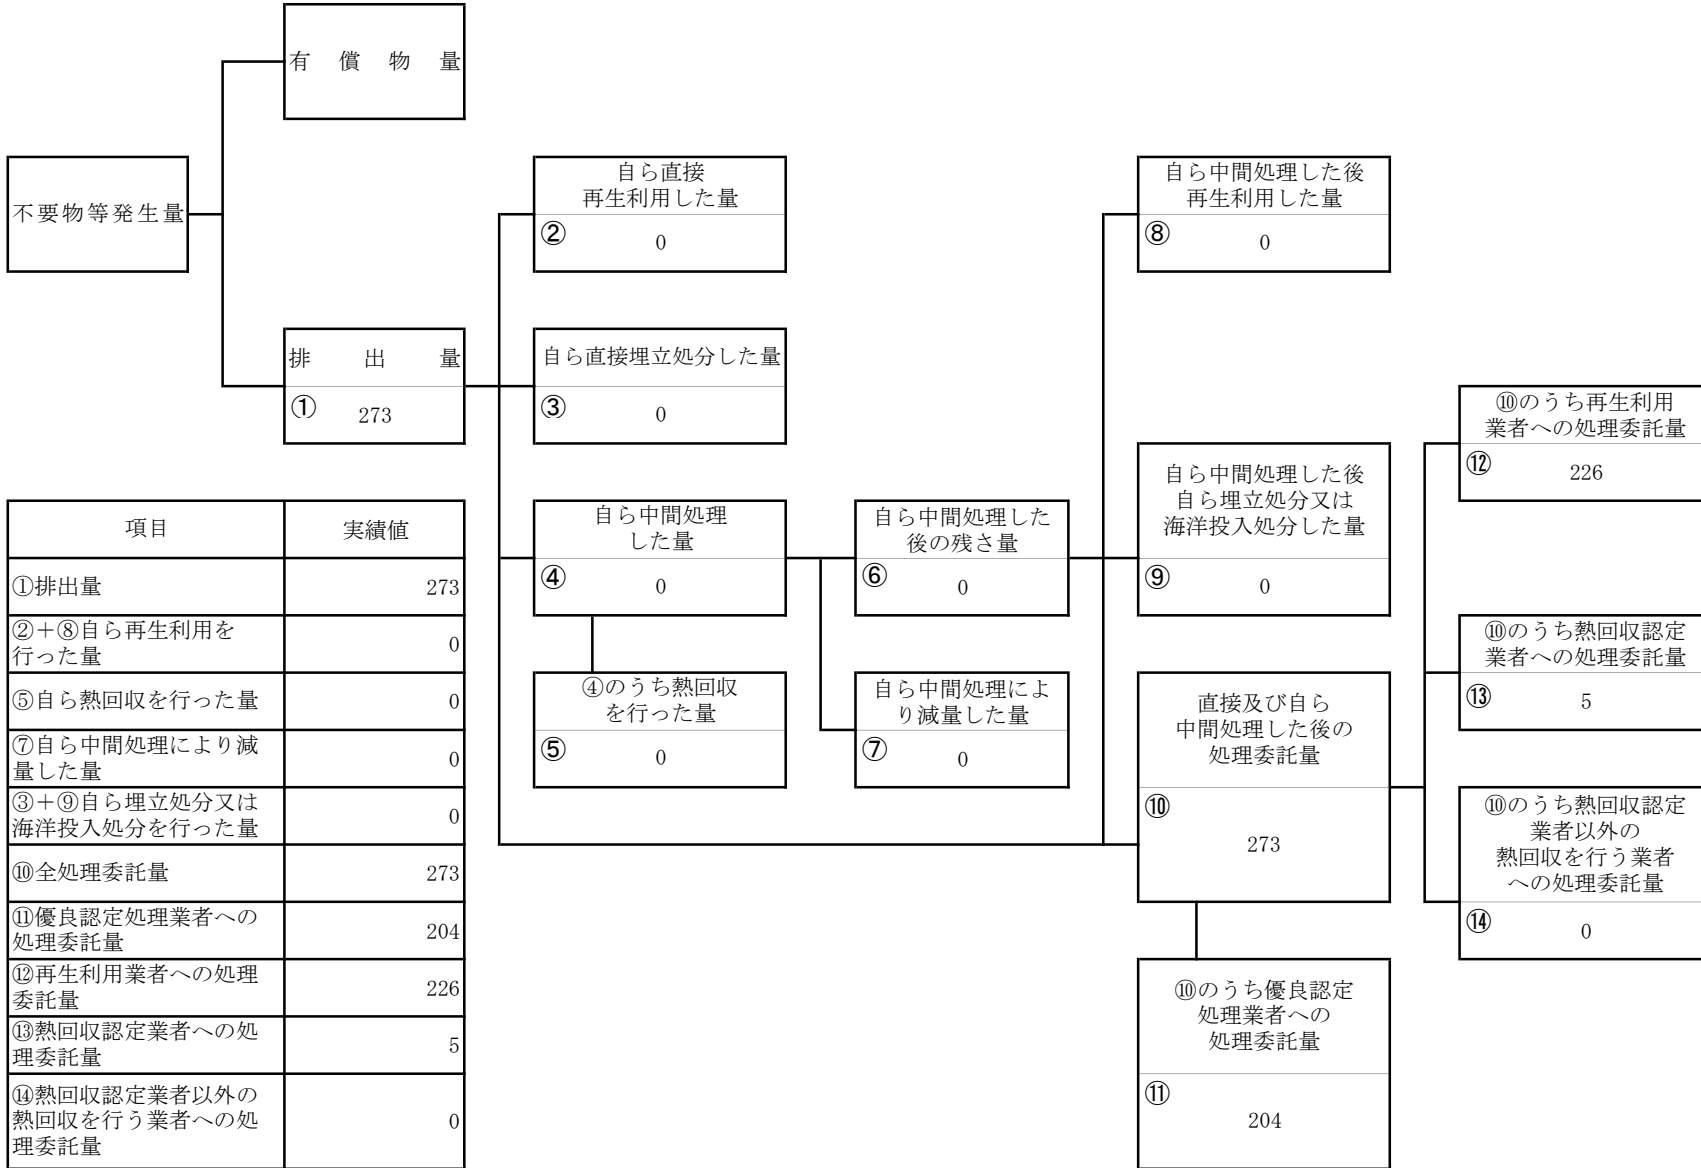 有償物量
不要物等発生量
排出量
① 273
自ら直接
再生利用した量
② 0
自ら直接埋立処分した量
③ 0
自ら中間処理
した量
④ 0
④のうち熱回収
を行った量
⑤ 0
自ら中間処理した
後の残さ量
⑥ 0
自ら中間処理によ
り減量した量
⑦ 0
自ら中間処理した後
再生利用した量
⑧ 0
自ら中間処理した後
自ら埋立処分又は
海洋投入処分した量
⑨ 0
直接及び自ら
中間処理した後の
処理委託量
⑩
273
⑩のうち優良認定
処理業者への
処理委託量
⑪
204
⑩のうち再生利用
業者への処理委託量
⑫ 226
⑩のうち熱回収認定
業者への処理委託量
⑬ 5
⑩のうち熱回収認定
業者以外の
熱回収を行う業者
への処理委託量
⑭ 0
項目 実績値
①排出量 273
②+⑧自ら再生利用を
行った量 0
⑤自ら熱回収を行った量 0
⑦自ら中間処理により減
量した量 0
③+⑨自ら埋立処分又は
海洋投入処分を行った量 0
⑩全処理委託量 273
⑪優良認定処理業者への
処理委託量 204
⑫再生利用業者への処理
委託量 226
⑬熱回収認定業者への処
理委託量 5
⑭熱回収認定業者以外の
熱回収を行う業者への処
理委託量 0